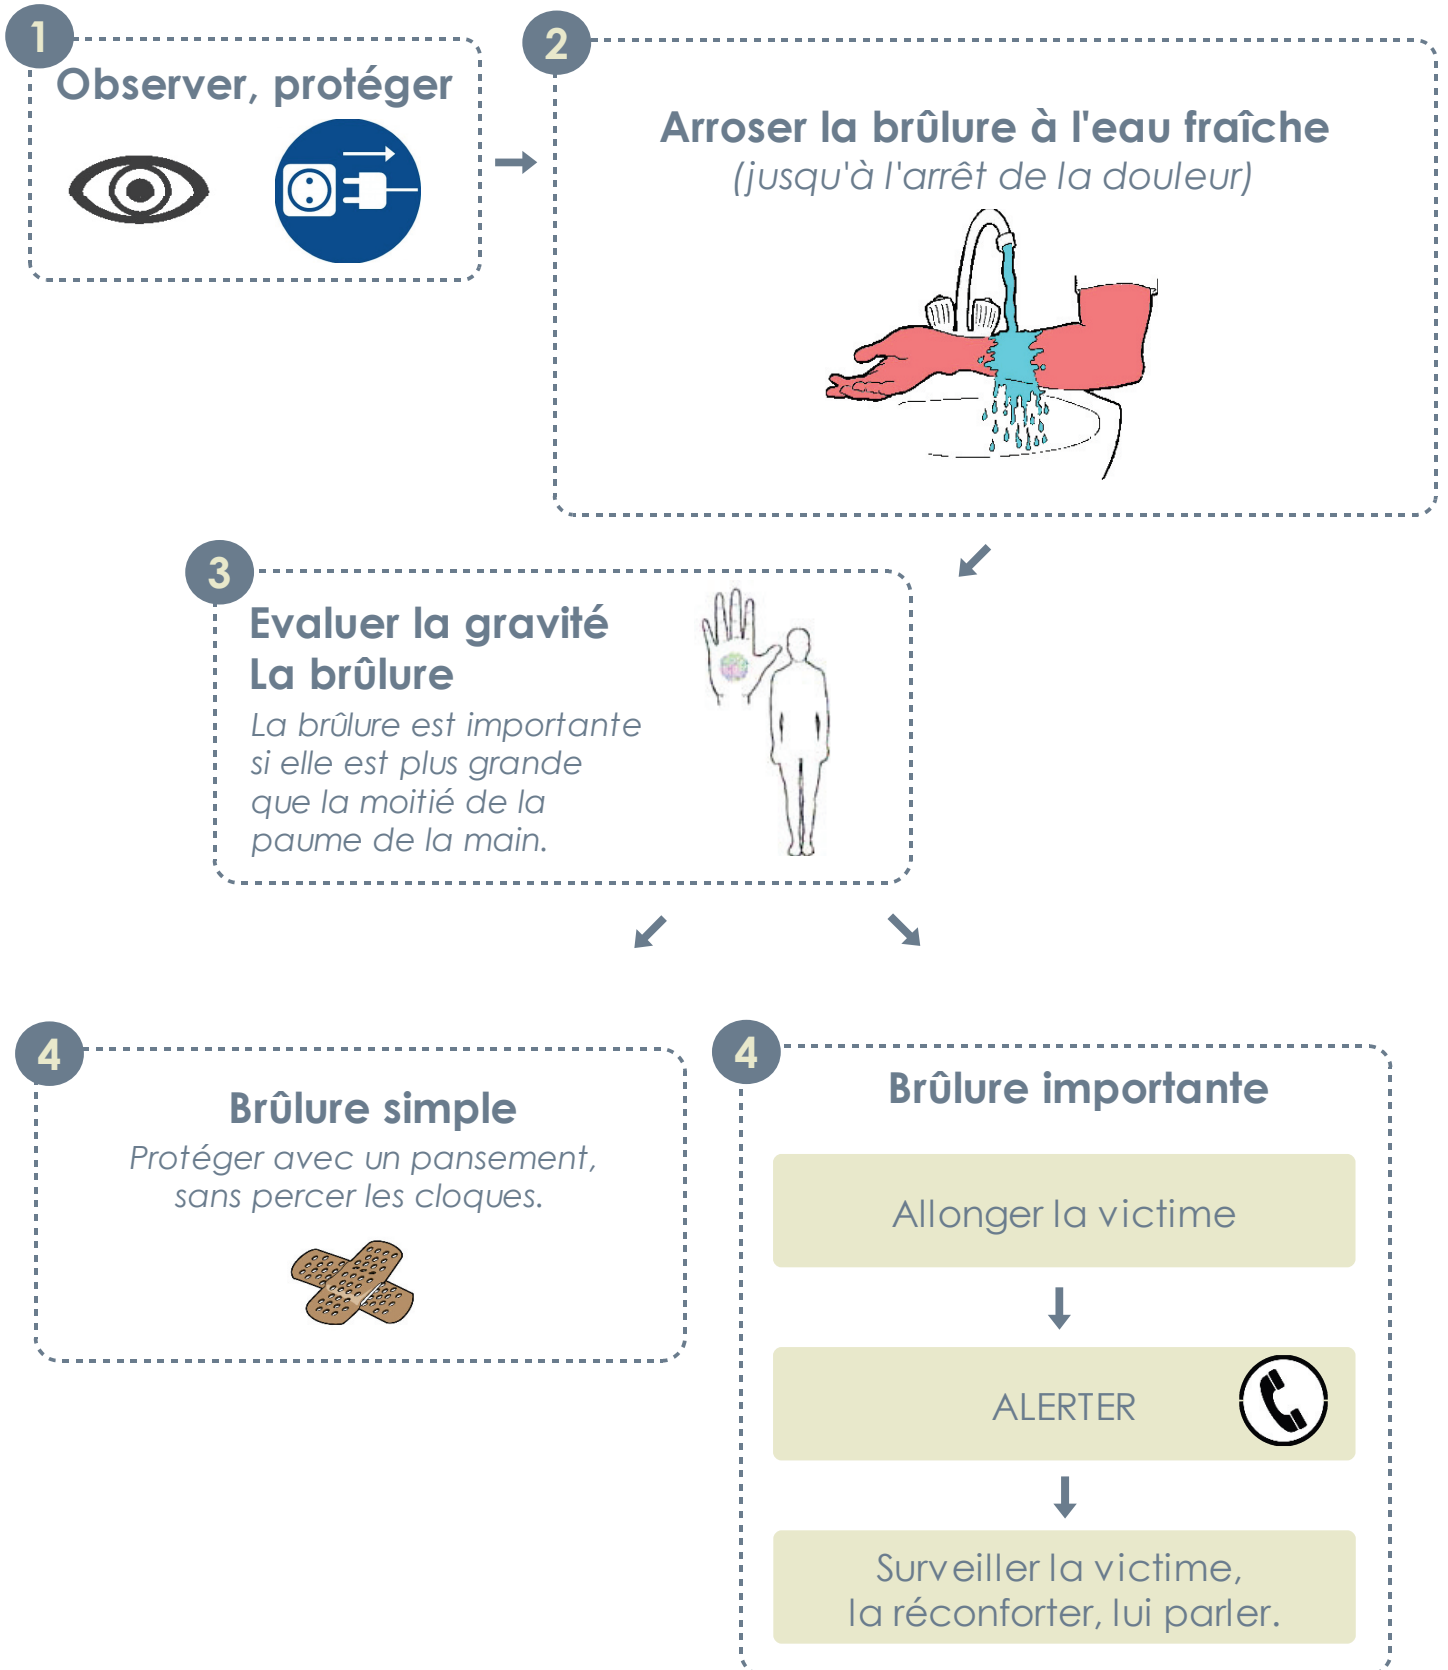 1
Observer, protéger
2
Arroser la brûlure à l'eau fraîche
(jusqu'à l'arrêt de la douleur)
3
Evaluer la gravité
La brûlure
La brûlure est importante
si elle est plus grande
que la moitié de la
paume de la main.
4
Brûlure simple
Protéger avec un pansement,
sans percer les cloques.
4
Brûlure importante
Allonger la victime
ALERTER
Surveiller la victime,
la réconforter, lui parler.